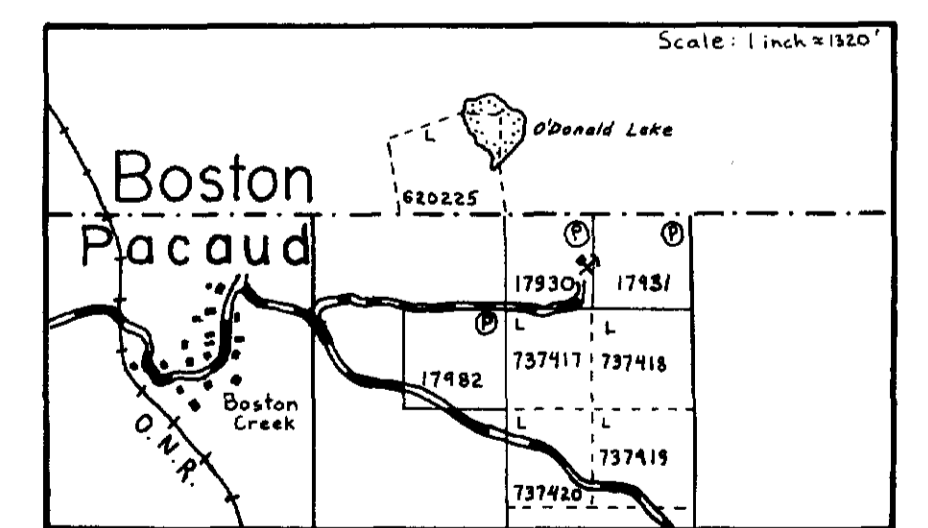 Scale: 1 inch ≈ 1320'
O'Donald Lake
L
620225
Boston
Pacaud
P
P
17930
17931
P
L
L
737417
737418
17982
Boston
Creek
L
L
O.N.R.
737419
737420